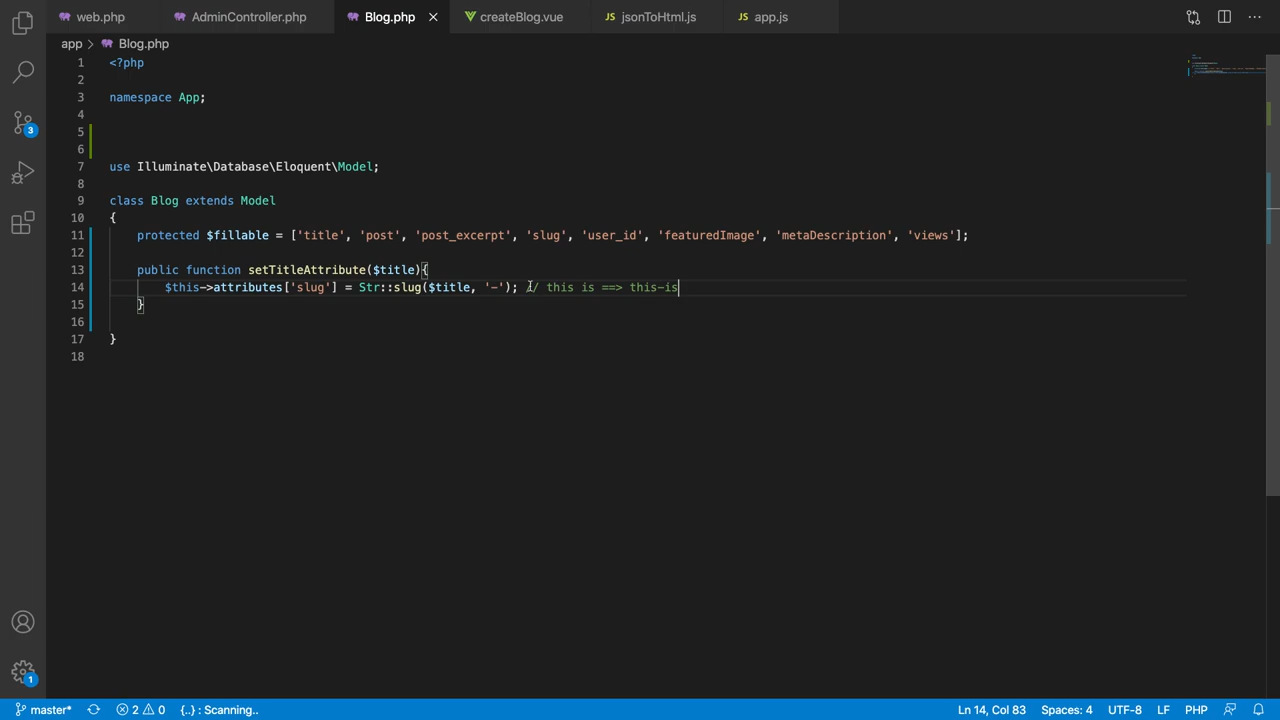 web.php AdminController.php Blog.php createBlog.vue JS jsonToHtml.js JS app.js
app > Blog.php
1 <?php
2
3 namespace App;
4
5
6
7 use Illuminate\Database\Eloquent\Model;
8
9 class Blog extends Model
10 {
11 protected $fillable = ['title', 'post', 'post_excerpt', 'slug', 'user_id', 'featuredImage', 'metaDescription', 'views'];
12
13 public function setTitleAttribute($title){
14 $this->attributes['slug'] = Str::slug($title, '-'); // this is ==> this-is
15 }
16
17 }
18
3
1
master* 2 0 {..} : Scanning.. Ln 14, Col 83 Spaces: 4 UTF-8 LF PHP